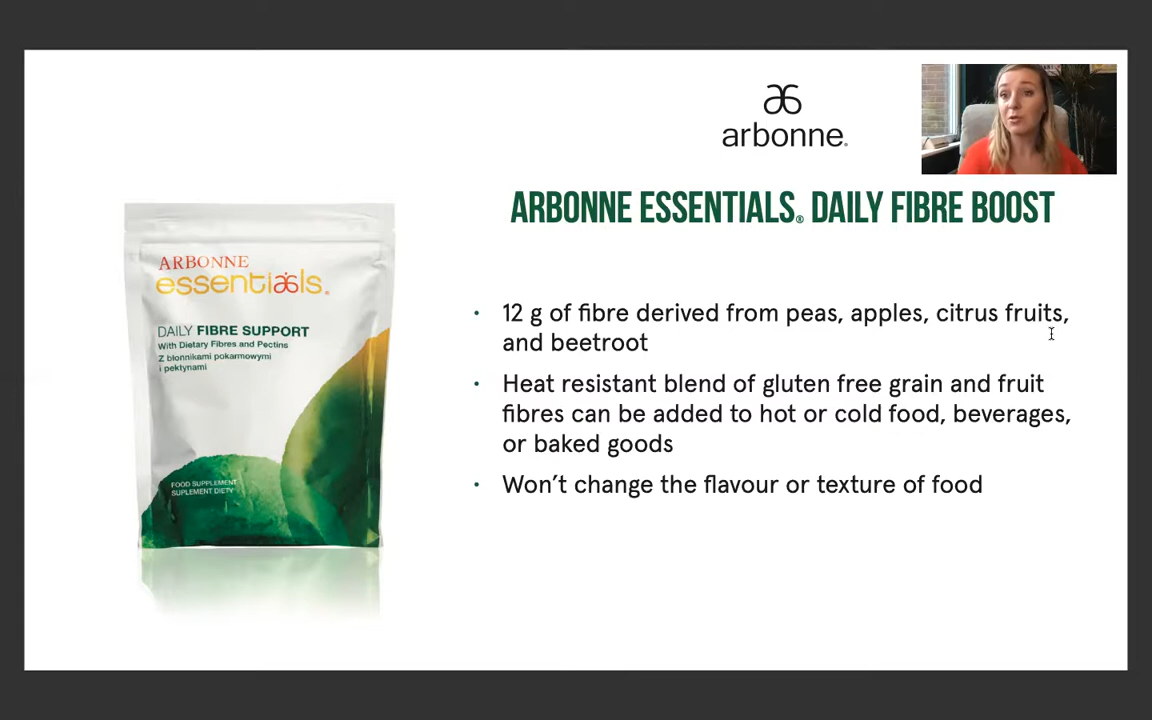 arbonne®
ARBONNE ESSENTIALS® DAILY FIBRE BOOST
ARBONNE
essentials®
DAILY FIBRE SUPPORT
With Dietary Fibres and Pectins
Z błonnikami pokarmowymi
i pektynami
FOOD SUPPLEMENT
SUPLEMENT DIETY
• 12 g of fibre derived from peas, apples, citrus fruits,
and beetroot
• Heat resistant blend of gluten free grain and fruit
fibres can be added to hot or cold food, beverages,
or baked goods
• Won’t change the flavour or texture of food